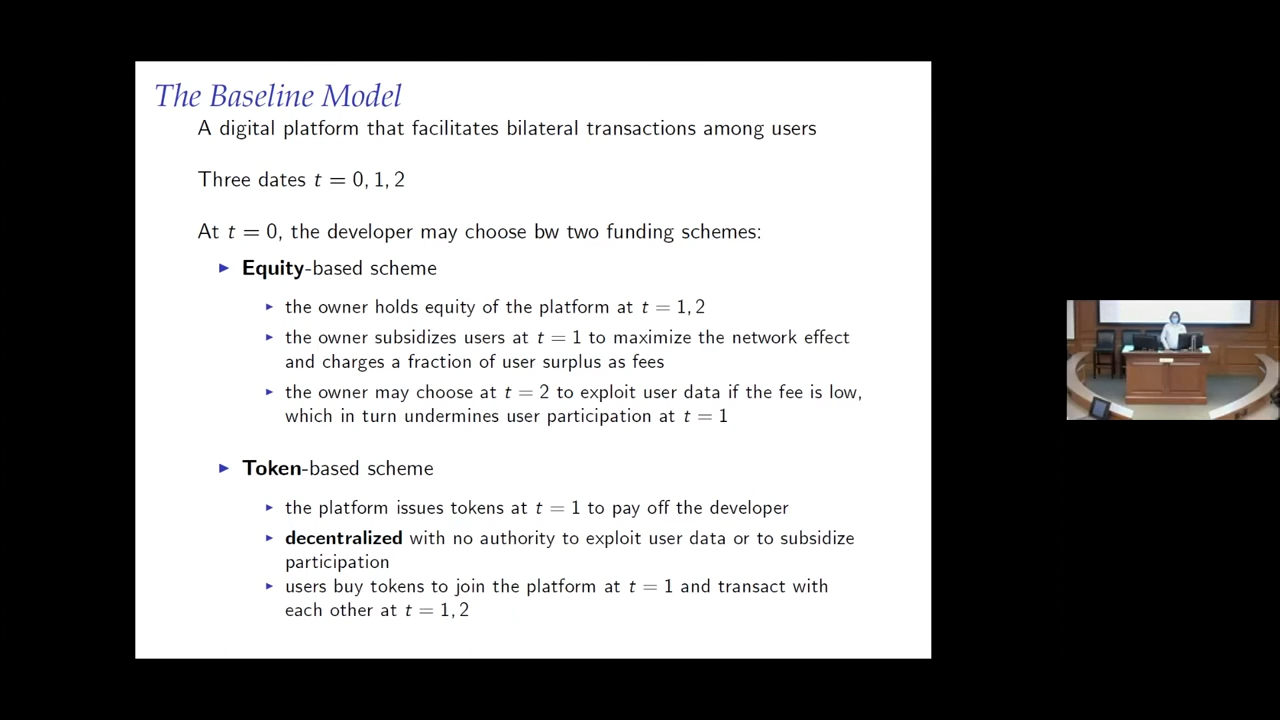 The Baseline Model
A digital platform that facilitates bilateral transactions among users
Three dates t = 0, 1, 2
At t = 0, the developer may choose bw two funding schemes:
▶ Equity-based scheme
▶ the owner holds equity of the platform at t = 1, 2
▶ the owner subsidizes users at t = 1 to maximize the network effect
and charges a fraction of user surplus as fees
▶ the owner may choose at t = 2 to exploit user data if the fee is low,
which in turn undermines user participation at t = 1
▶ Token-based scheme
▶ the platform issues tokens at t = 1 to pay off the developer
▶ decentralized with no authority to exploit user data or to subsidize
participation
▶ users buy tokens to join the platform at t = 1 and transact with
each other at t = 1, 2